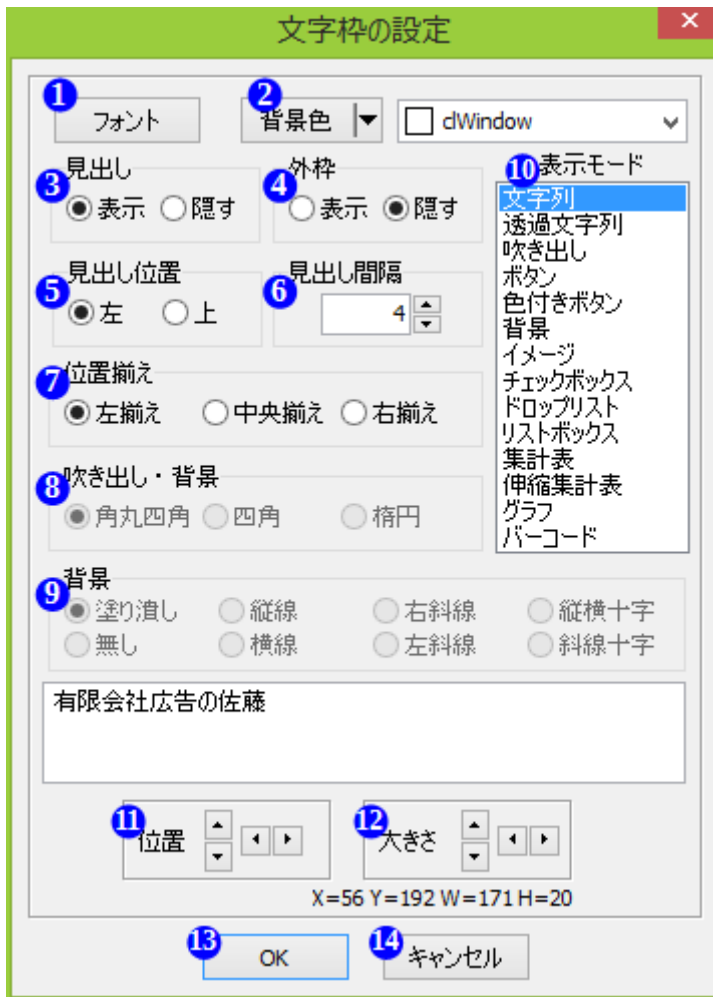 文字枠の設定
1 フォント 2 背景色 clWindow
3 見出し 4 外枠 10 表示モード
表示 隠す 表示 隠す
5 見出し位置 6 見出し間隔
左 上 4
7 位置揃え
左揃え 中央揃え 右揃え
8 吹き出し・背景
角丸四角 四角 楕円
文字列
透過文字列
吹き出し
ボタン
色付きボタン
背景
イメージ
チェックボックス
ドロップリスト
リストボックス
集計表
伸縮集計表
グラフ
バーコード
9 背景
塗り潰し 縦線 右斜線 縦横十字
無し 横線 左斜線 斜線十字
有限会社広告の佐藤
11 位置 12 大きさ
X=56 Y=192 W=171 H=20
13 OK 14 キャンセル